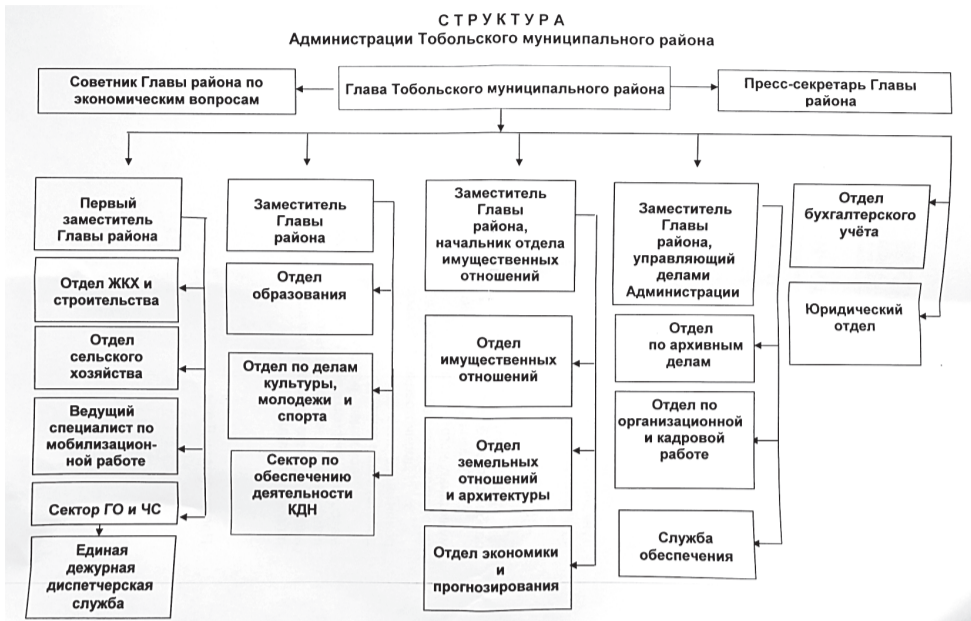 СТРУКТУРА
Администрации Тобольского муниципального района
Советник Главы района по
экономическим вопросам
Глава Тобольского муниципального района
Пресс-секретарь Главы
района
Первый
заместитель
Главы района
Отдел ЖКХ и
строительства
Отдел
сельского
хозяйства
Ведущий
специалист по
мобилизацион-
ной работе
Сектор ГО и ЧС
Единая
дежурная
диспетчерская
служба
Заместитель
Главы
района
Отдел
образования
Отдел по делам
культуры,
молодежи и
спорта
Сектор по
обеспечению
деятельности
КДН
Заместитель
Главы
района,
начальник отдела
имущественных
отношений
Отдел
имущественных
отношений
Отдел
земельных
отношений
и архитектуры
Отдел экономики
и
прогнозирования
Заместитель
Главы
района,
управляющий
делами
Администрации
Отдел
по архивным
делам
Отдел по
организационной
и кадровой
работе
Служба
обеспечения
Отдел
бухгалтерского
учёта
Юридический
отдел